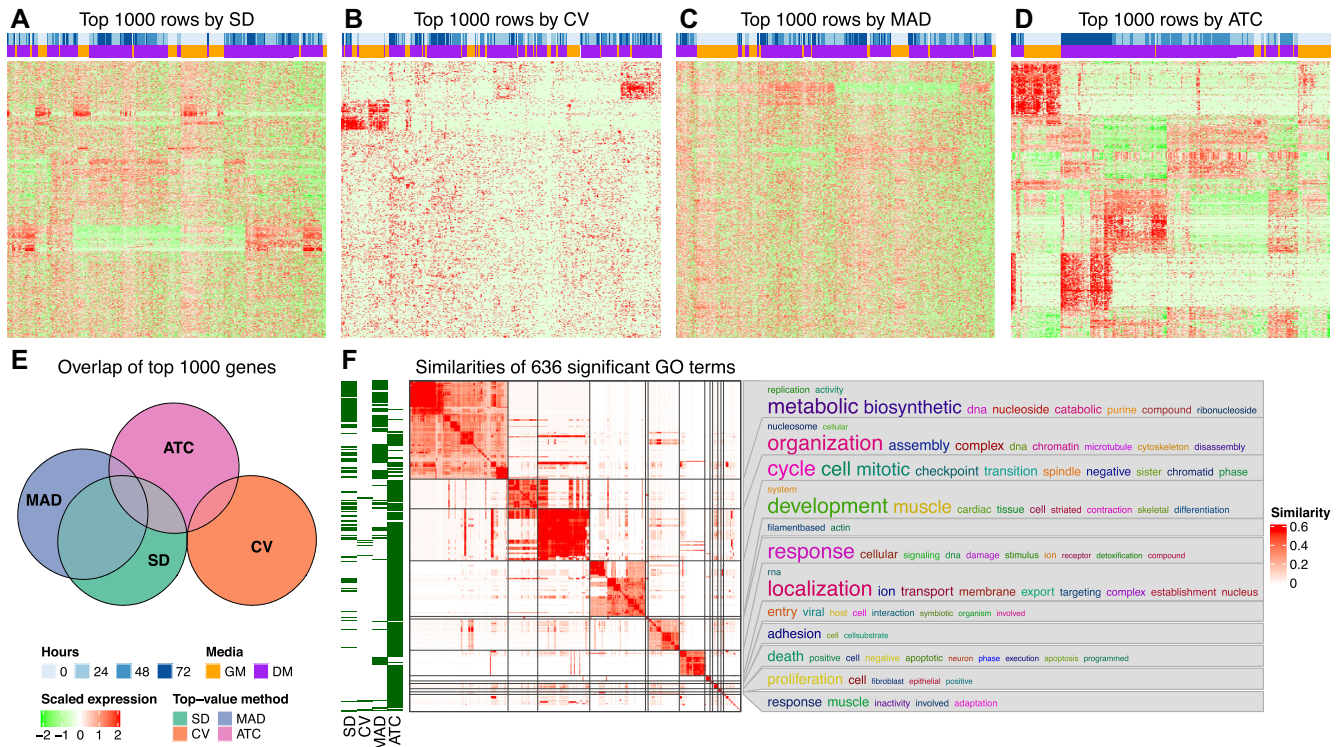 A Top 1000 rows by SD
B Top 1000 rows by CV
C Top 1000 rows by MAD
D Top 1000 rows by ATC
E Overlap of top 1000 genes
ATC
MAD
SD
CV
Hours
0 24 48 72
Media
GM DM
Scaled expression
−2 −1 0 1 2
Top−value method
SD MAD
CV ATC
F Similarities of 636 significant GO terms
SD CV MAD ATC
replication activity
metabolic biosynthetic dna nucleoside catabolic purine compound ribonucleoside
nucleosome cellular
organization assembly complex dna chromatin microtubule cytoskeleton disassembly
cycle cell mitotic checkpoint transition spindle negative sister chromatid phase
system
development muscle cardiac tissue cell striated contraction skeletal differentiation
filamentbased actin
response cellular signaling dna damage stimulus ion receptor detoxification compound
rna
localization ion transport membrane export targeting complex establishment nucleus
entry viral host cell interaction symbiotic organism involved
adhesion cell cellsubstrate
death positive cell negative apoptotic neuron phase execution apoptosis programmed
proliferation cell fibroblast epithelial positive
response muscle inactivity involved adaptation
Similarity
0.6
0.4
0.2
0